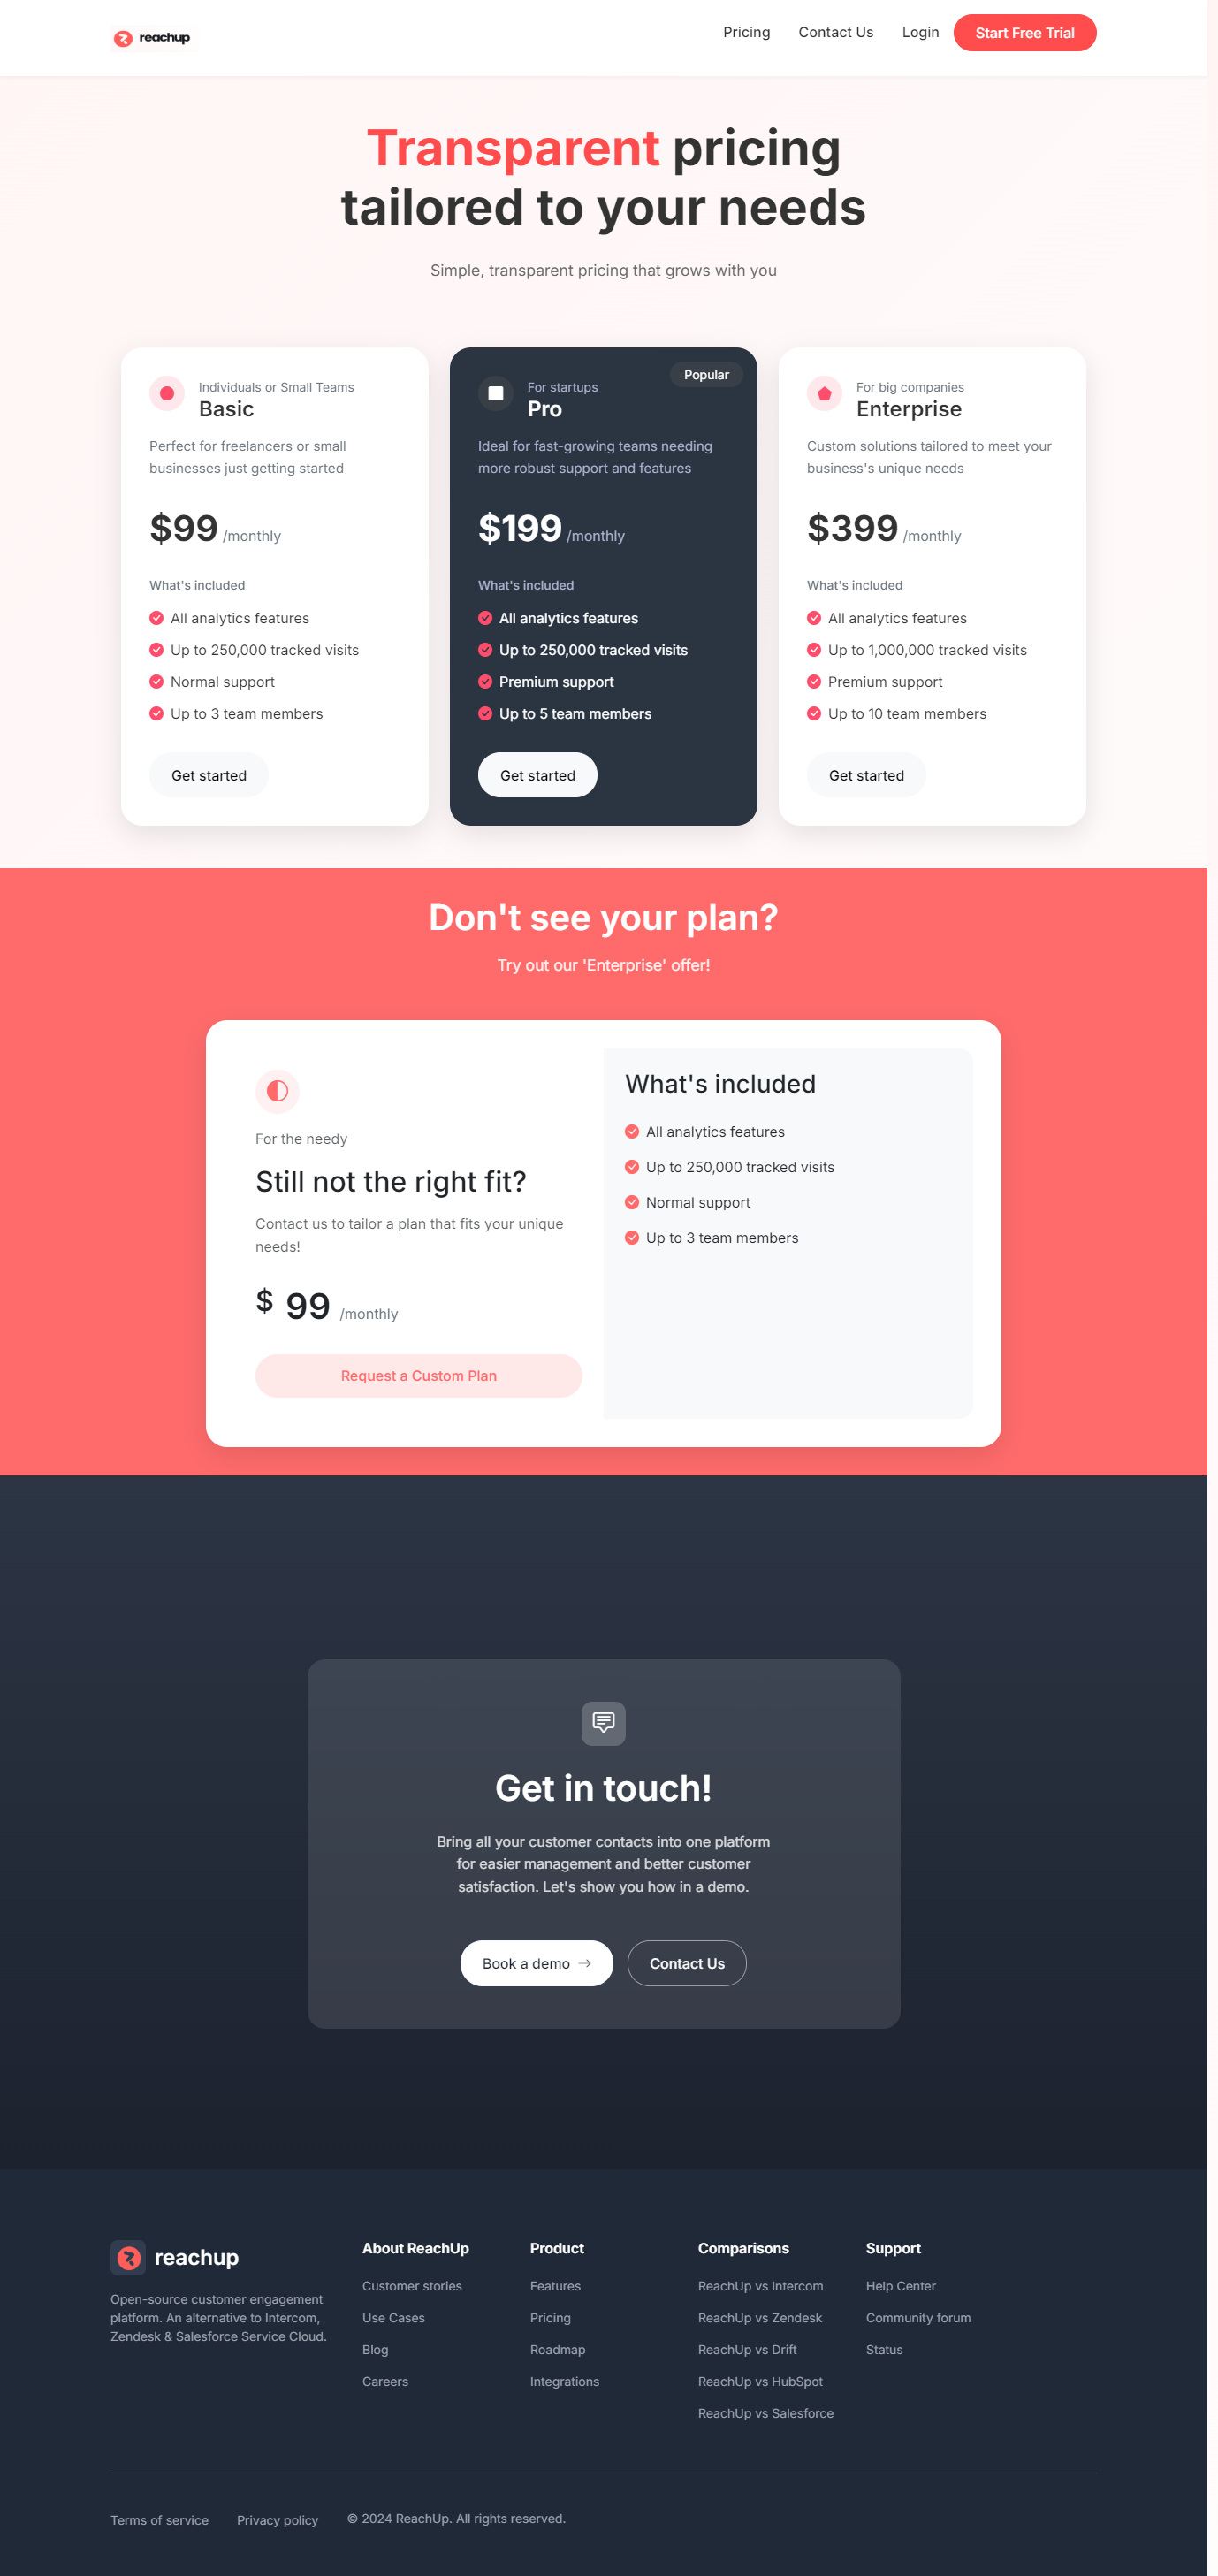 reachup
Pricing
Contact Us
Login
Start Free Trial
Transparent pricing
tailored to your needs
Simple, transparent pricing that grows with you
Individuals or Small Teams
Basic
Perfect for freelancers or small
businesses just getting started
$99 /monthly
What's included
All analytics features
Up to 250,000 tracked visits
Normal support
Up to 3 team members
Get started
Popular
For startups
Pro
Ideal for fast-growing teams needing
more robust support and features
$199 /monthly
What's included
All analytics features
Up to 250,000 tracked visits
Premium support
Up to 5 team members
Get started
For big companies
Enterprise
Custom solutions tailored to meet your
business's unique needs
$399 /monthly
What's included
All analytics features
Up to 1,000,000 tracked visits
Premium support
Up to 10 team members
Get started
Don't see your plan?
Try out our 'Enterprise' offer!
For the needy
Still not the right fit?
Contact us to tailor a plan that fits your unique
needs!
$ 99 /monthly
Request a Custom Plan
What's included
All analytics features
Up to 250,000 tracked visits
Normal support
Up to 3 team members
Get in touch!
Bring all your customer contacts into one platform
for easier management and better customer
satisfaction. Let's show you how in a demo.
Book a demo →
Contact Us
reachup
Open-source customer engagement
platform. An alternative to Intercom,
Zendesk & Salesforce Service Cloud.
About ReachUp
Customer stories
Use Cases
Blog
Careers
Product
Features
Pricing
Roadmap
Integrations
Comparisons
ReachUp vs Intercom
ReachUp vs Zendesk
ReachUp vs Drift
ReachUp vs HubSpot
ReachUp vs Salesforce
Support
Help Center
Community forum
Status
Terms of service
Privacy policy
© 2024 ReachUp. All rights reserved.